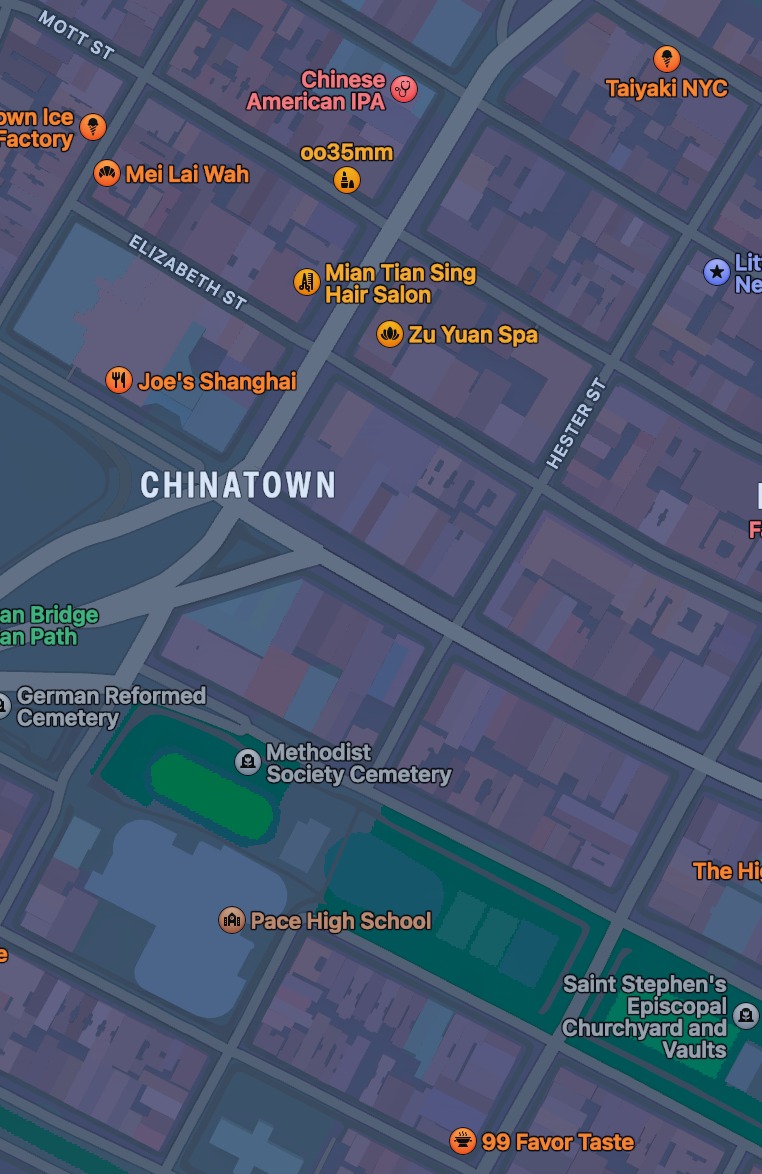 MOTT ST
Chinese
American IPA
Taiyaki NYC
own Ice
Factory
oo35mm
Mei Lai Wah
ELIZABETH ST
Mian Tian Sing
Hair Salon
Lit
Ne
Zu Yuan Spa
Joe's Shanghai
HESTER ST
CHINATOWN
an Bridge
an Path
German Reformed
Cemetery
Methodist
Society Cemetery
The Hig
Pace High School
e
Saint Stephen's
Episcopal
Churchyard and
Vaults
99 Favor Taste